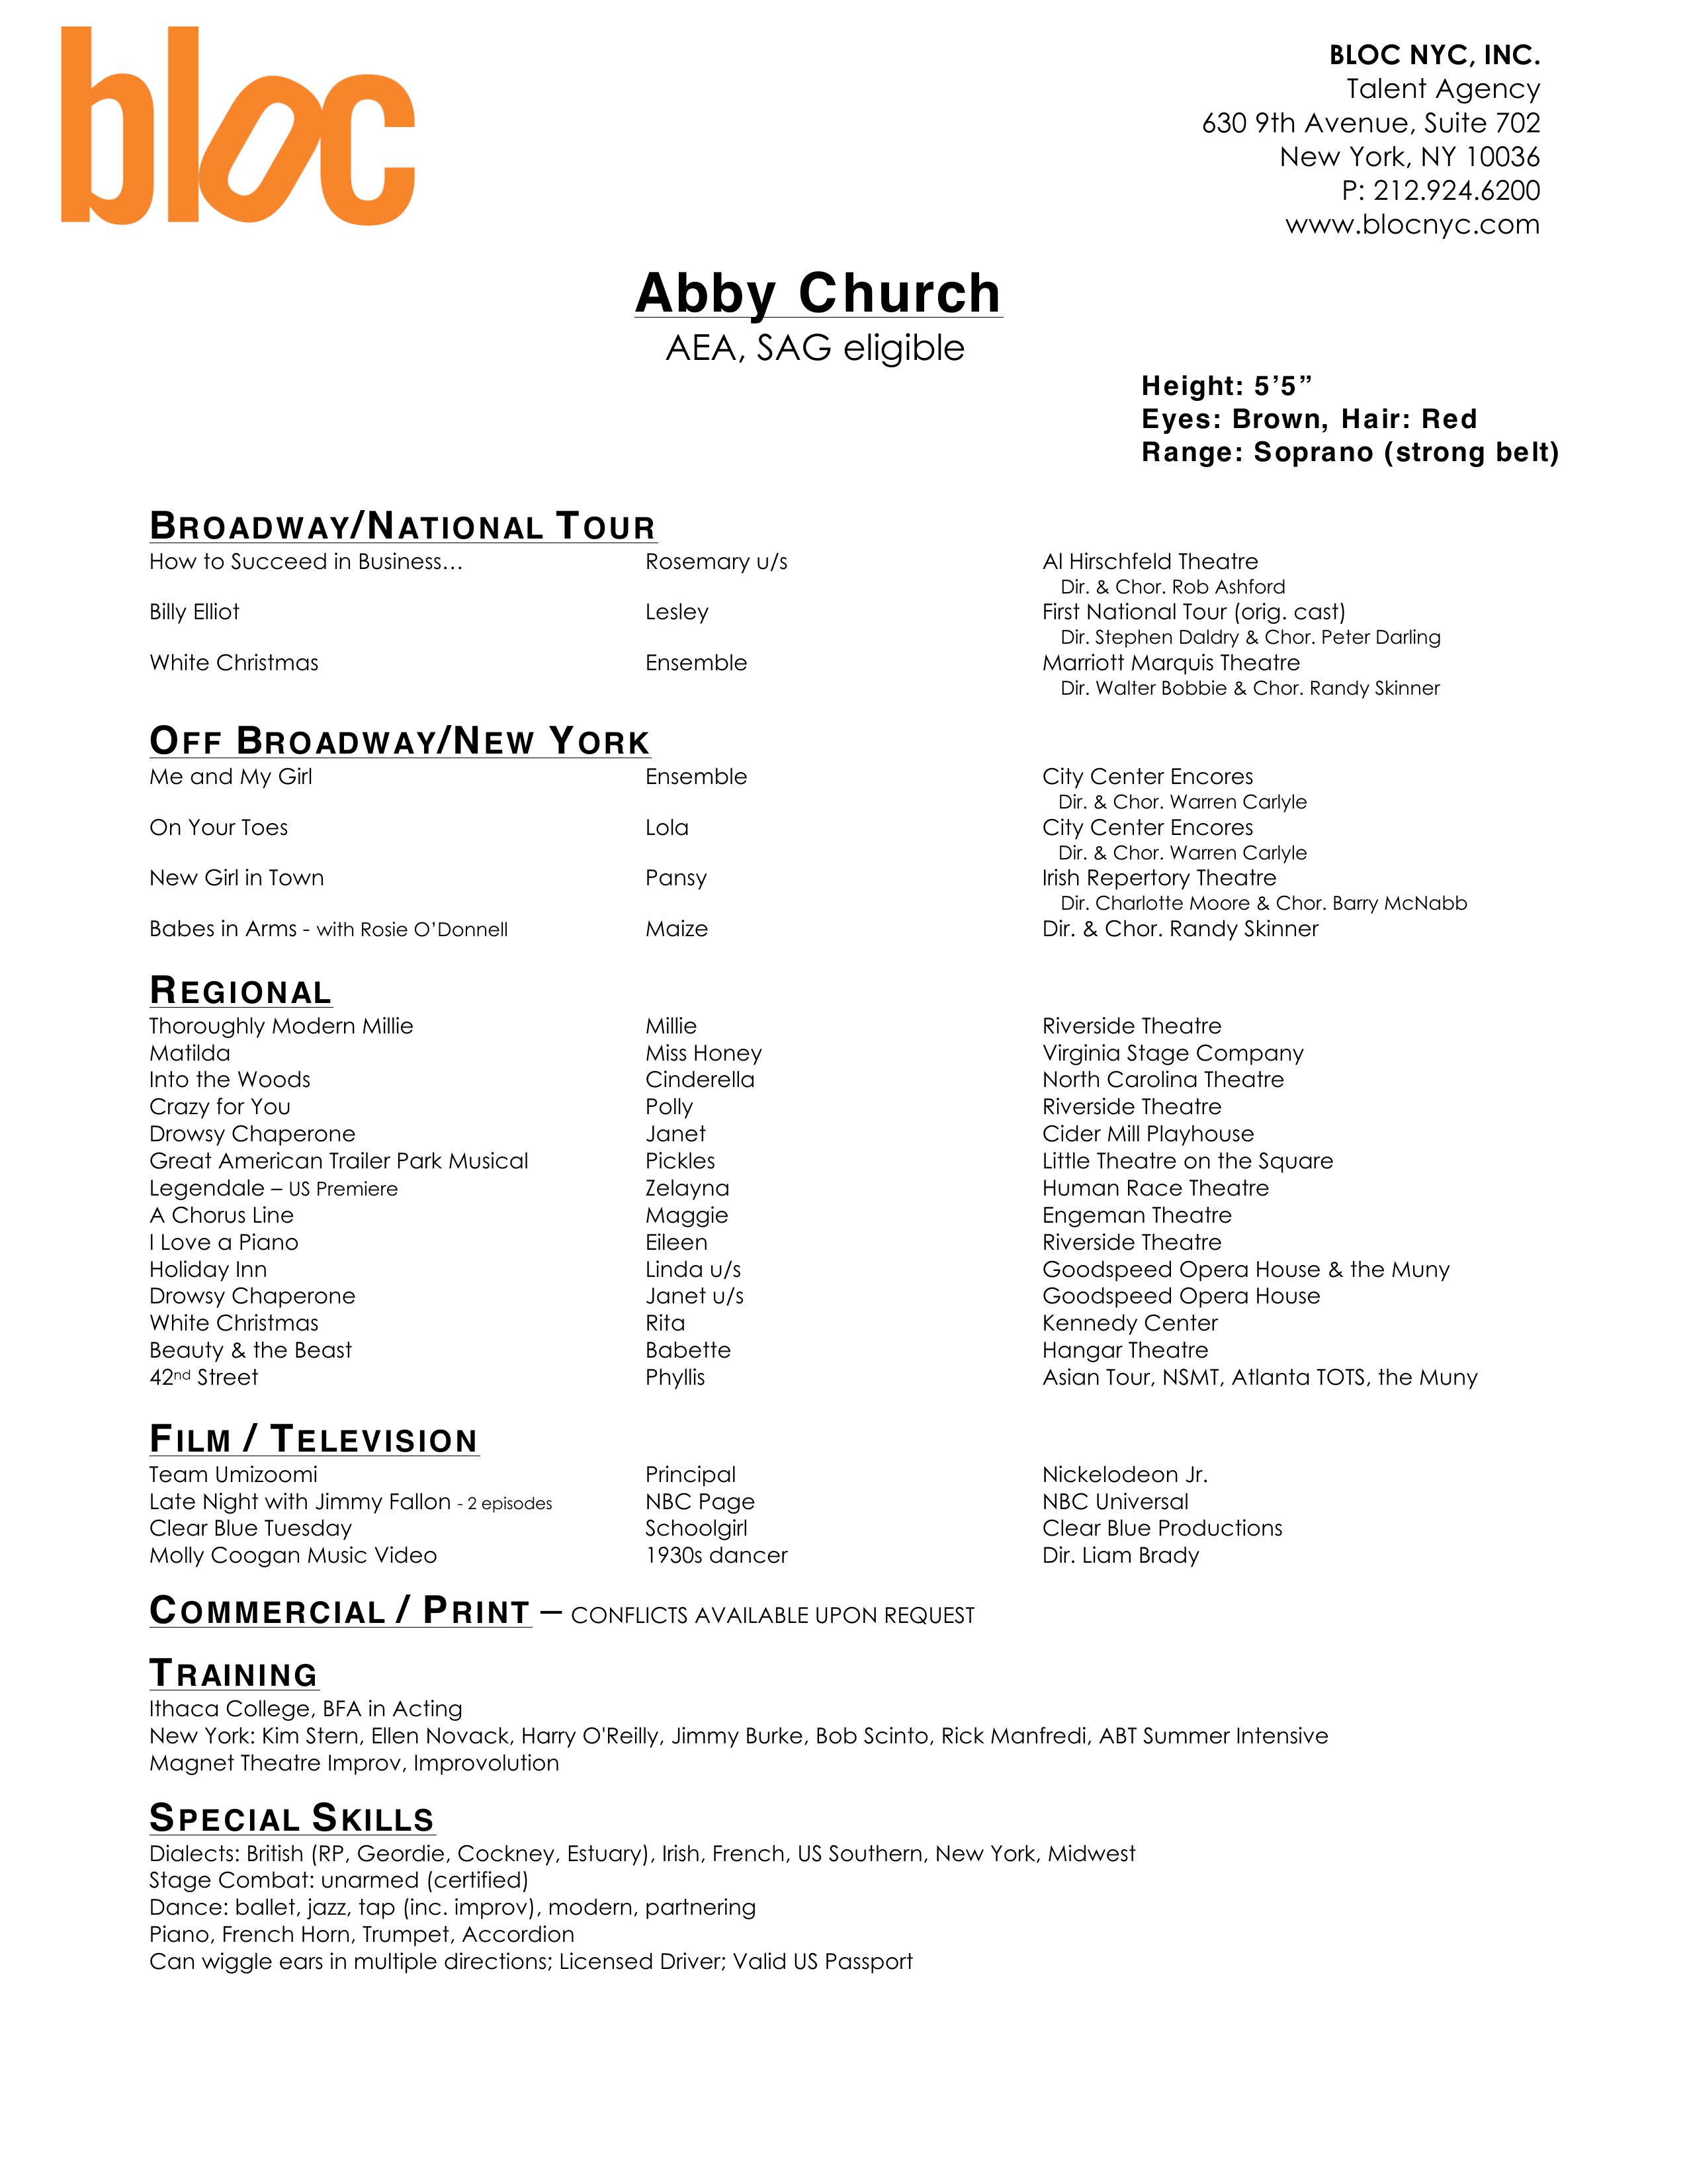 bloc
BLOC NYC, INC.
Talent Agency
630 9th Avenue, Suite 702
New York, NY 10036
P: 212.924.6200
www.blocnyc.com
Abby Church
AEA, SAG eligible
Height: 5’5”
Eyes: Brown, Hair: Red
Range: Soprano (strong belt)
BROADWAY/NATIONAL TOUR
How to Succeed in Business… Rosemary u/s Al Hirschfeld Theatre
Dir. & Chor. Rob Ashford
Billy Elliot Lesley First National Tour (orig. cast)
Dir. Stephen Daldry & Chor. Peter Darling
White Christmas Ensemble Marriott Marquis Theatre
Dir. Walter Bobbie & Chor. Randy Skinner
OFF BROADWAY/NEW YORK
Me and My Girl Ensemble City Center Encores
Dir. & Chor. Warren Carlyle
On Your Toes Lola City Center Encores
Dir. & Chor. Warren Carlyle
New Girl in Town Pansy Irish Repertory Theatre
Dir. Charlotte Moore & Chor. Barry McNabb
Babes in Arms - with Rosie O’Donnell Maize Dir. & Chor. Randy Skinner
REGIONAL
Thoroughly Modern Millie Millie Riverside Theatre
Matilda Miss Honey Virginia Stage Company
Into the Woods Cinderella North Carolina Theatre
Crazy for You Polly Riverside Theatre
Drowsy Chaperone Janet Cider Mill Playhouse
Great American Trailer Park Musical Pickles Little Theatre on the Square
Legendale – US Premiere Zelayna Human Race Theatre
A Chorus Line Maggie Engeman Theatre
I Love a Piano Eileen Riverside Theatre
Holiday Inn Linda u/s Goodspeed Opera House & the Muny
Drowsy Chaperone Janet u/s Goodspeed Opera House
White Christmas Rita Kennedy Center
Beauty & the Beast Babette Hangar Theatre
42nd Street Phyllis Asian Tour, NSMT, Atlanta TOTS, the Muny
FILM / TELEVISION
Team Umizoomi Principal Nickelodeon Jr.
Late Night with Jimmy Fallon - 2 episodes NBC Page NBC Universal
Clear Blue Tuesday Schoolgirl Clear Blue Productions
Molly Coogan Music Video 1930s dancer Dir. Liam Brady
COMMERCIAL / PRINT – CONFLICTS AVAILABLE UPON REQUEST
TRAINING
Ithaca College, BFA in Acting
New York: Kim Stern, Ellen Novack, Harry O'Reilly, Jimmy Burke, Bob Scinto, Rick Manfredi, ABT Summer Intensive
Magnet Theatre Improv, Improvolution
SPECIAL SKILLS
Dialects: British (RP, Geordie, Cockney, Estuary), Irish, French, US Southern, New York, Midwest
Stage Combat: unarmed (certified)
Dance: ballet, jazz, tap (inc. improv), modern, partnering
Piano, French Horn, Trumpet, Accordion
Can wiggle ears in multiple directions; Licensed Driver; Valid US Passport